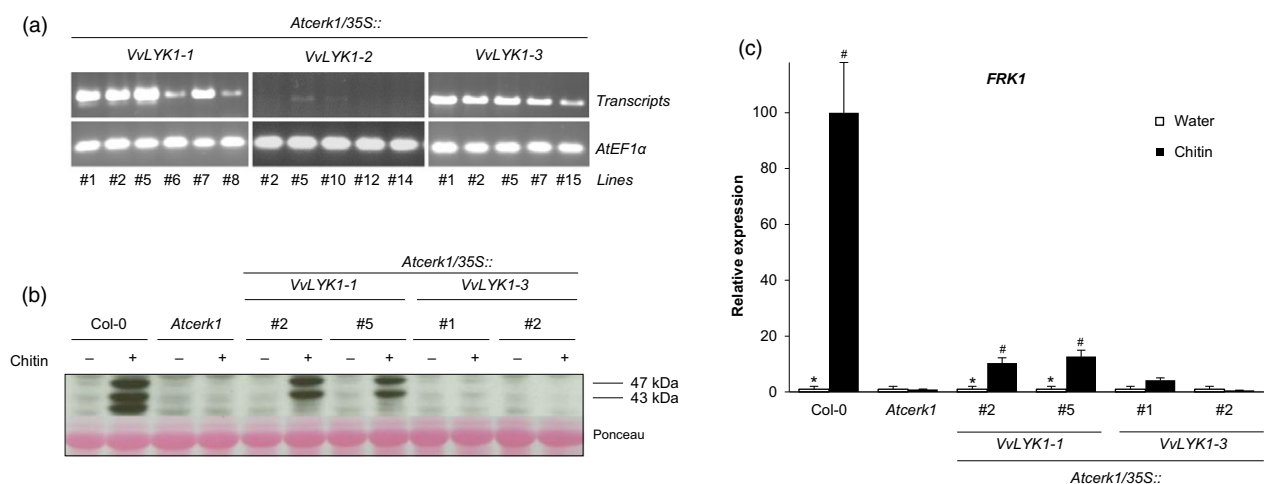 (a)
Atcerk1/35S::
VvLYK1-1 VvLYK1-2 VvLYK1-3
Transcripts
AtEF1α
#1 #2 #5 #6 #7 #8 #2 #5 #10 #12 #14 #1 #2 #5 #7 #15 Lines
(b)
Atcerk1/35S::
VvLYK1-1 VvLYK1-3
Col-0 Atcerk1 #2 #5 #1 #2
Chitin – + – + – + – + – + – +
47 kDa
43 kDa
Ponceau
(c)
FRK1
Water
Chitin
Relative expression
100
80
60
40
20
0
# * * # * #
Col-0 Atcerk1 #2 #5 #1 #2
VvLYK1-1 VvLYK1-3
Atcerk1/35S::